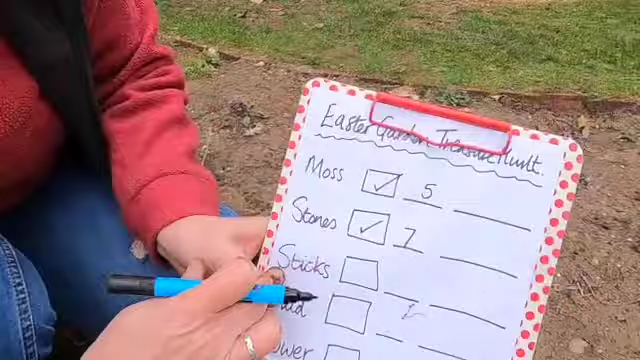 Easter Garden Treasure Hunt.
Moss ✓ 5
Stones ✓ 7
Sticks